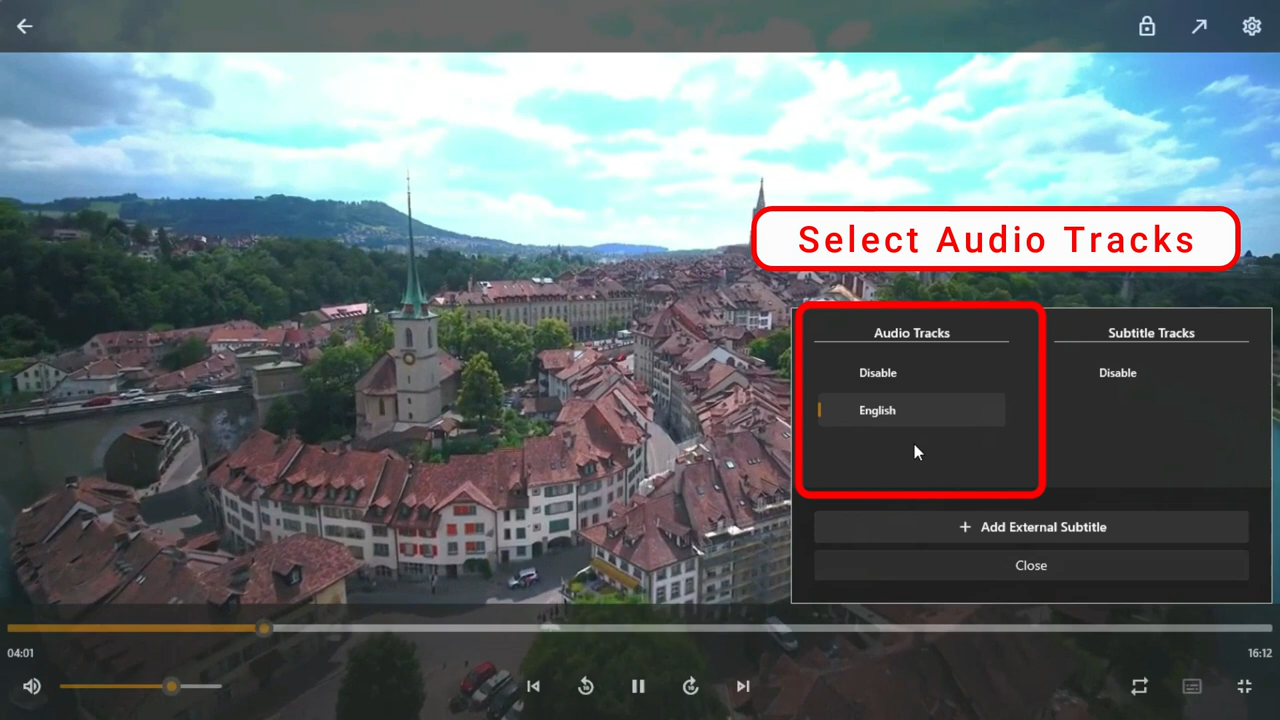 Select Audio Tracks
Audio Tracks
Subtitle Tracks
Disable
Disable
English
+ Add External Subtitle
Close
04:01
16:12